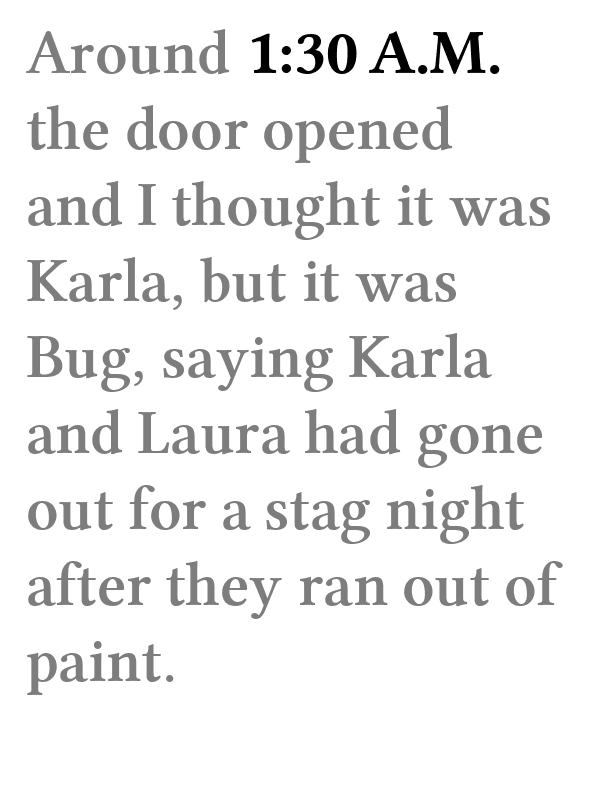 Around 1:30 A.M.
the door opened
and I thought it was
Karla, but it was
Bug, saying Karla
and Laura had gone
out for a stag night
after they ran out of
paint.